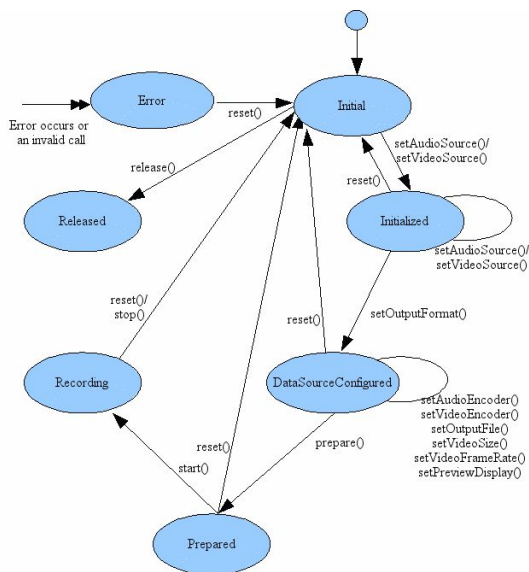 Error
Initial
reset()
Error occurs or
an invalid call
setAudioSource()/
setVideoSource()
release()
reset()
Released
Initialized
setAudioSource()/
setVideoSource()
reset()/
stop()
reset()
setOutputFormat()
Recording
DataSourceConfigured
setAudioEncoder()
setVideoEncoder()
setOutputFile()
setVideoSize()
setVideoFrameRate()
setPreviewDisplay()
reset()
prepare()
start()
Prepared